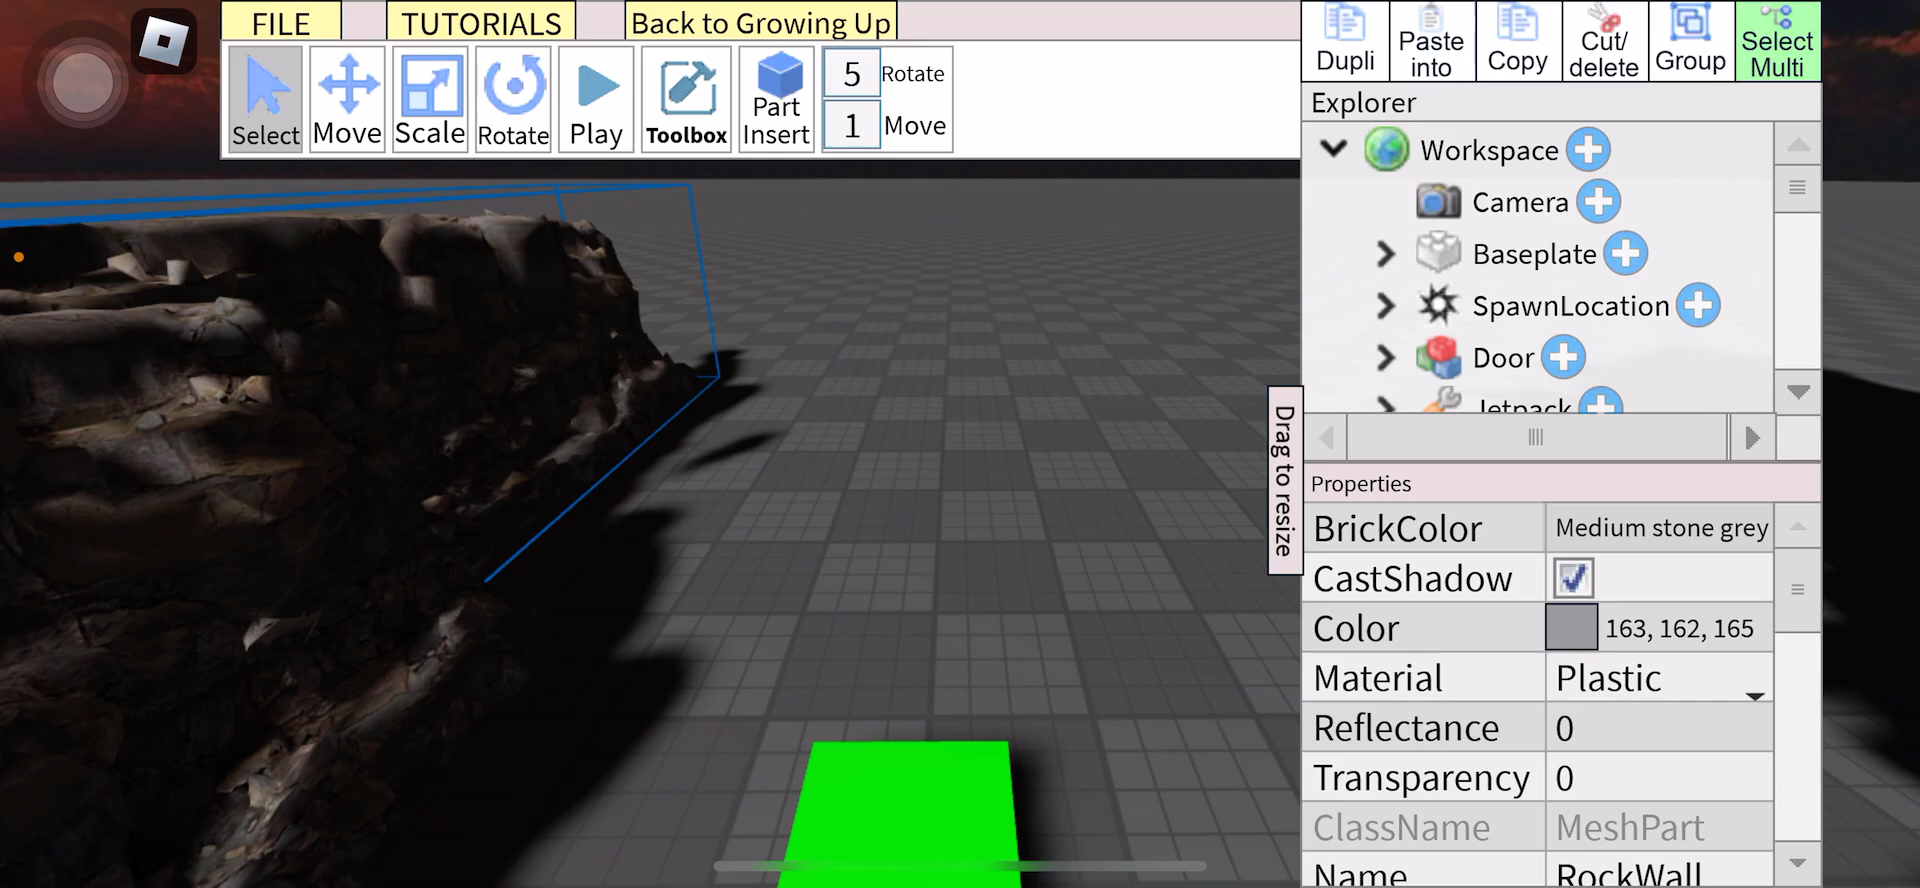 FILE
TUTORIALS
Back to Growing Up
Select
Move
Scale
Rotate
Play
Toolbox
Part
Insert
5 Rotate
1 Move
Dupli
Paste
into
Copy
Cut/
delete
Group
Select
Multi
Explorer
Workspace
Camera
Baseplate
SpawnLocation
Door
Jetpack
Drag to resize
Properties
BrickColor Medium stone grey
CastShadow
Color 163, 162, 165
Material Plastic
Reflectance 0
Transparency 0
ClassName MeshPart
Name RockWall